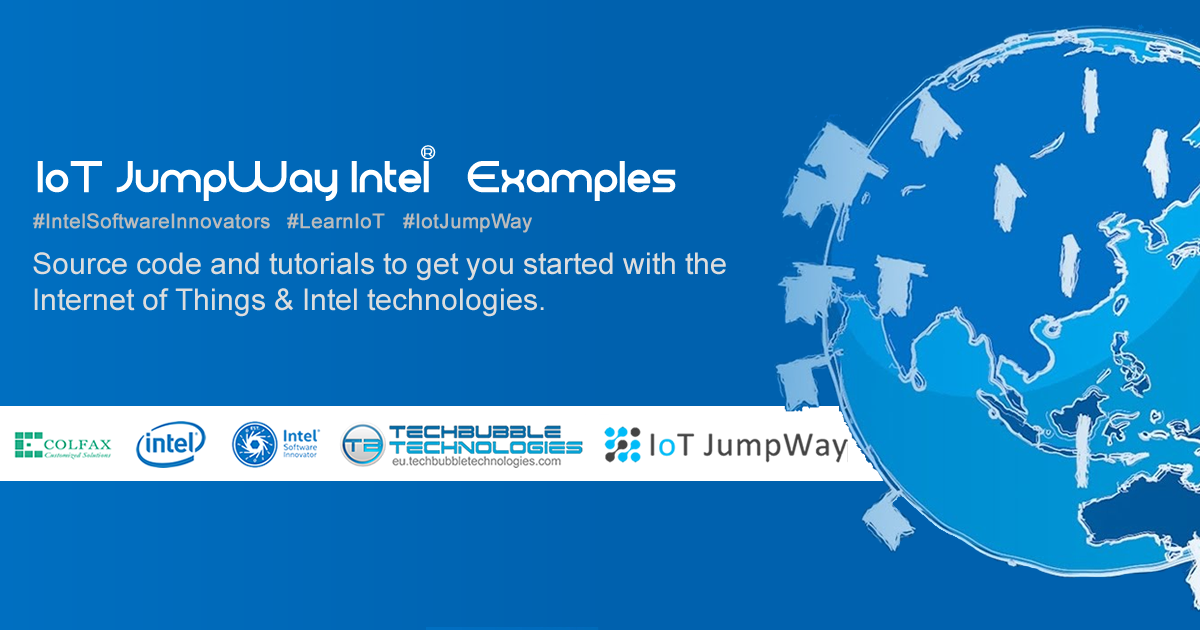 IoT JumpWay Intel® Examples
#IntelSoftwareInnovators #LearnIoT #IotJumpWay
Source code and tutorials to get you started with the
Internet of Things & Intel technologies.
COLFAX
Customized Solutions
intel®
Intel®
Software
Innovator
TB
TECHBUBBLE
TECHNOLOGIES
eu.techbubbletechnologies.com
IoT JumpWay